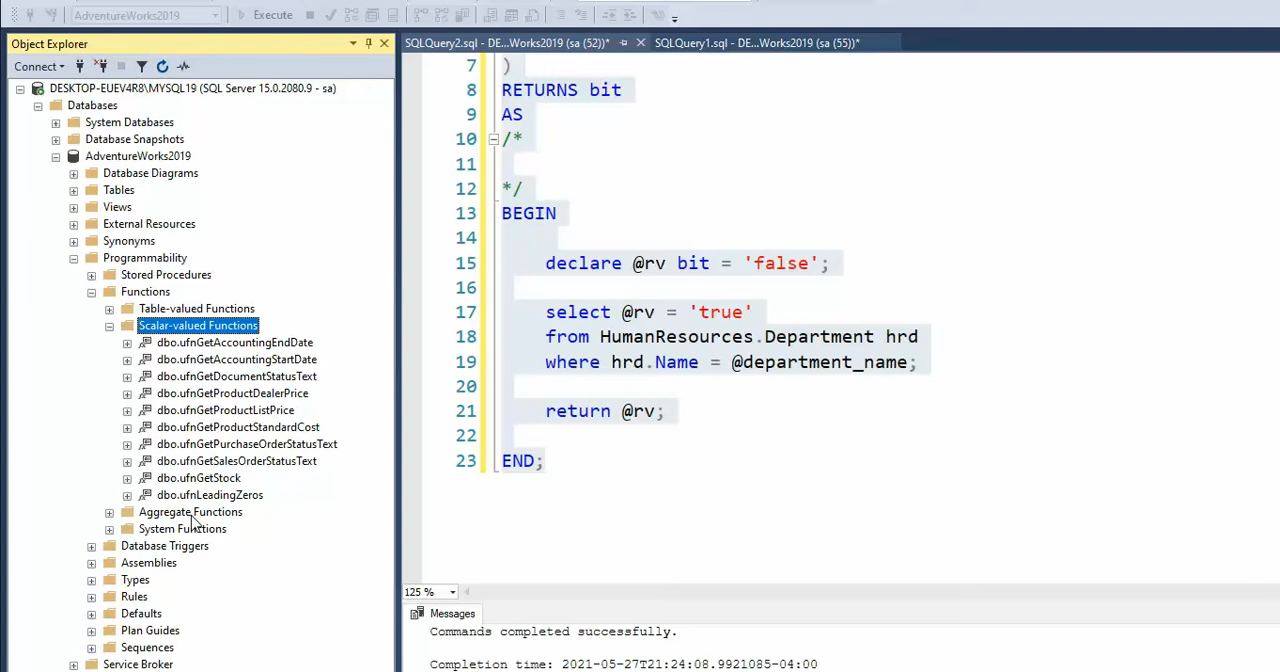 AdventureWorks2019
Execute
Object Explorer
Connect
DESKTOP-EUEV4R8\MYSQL19 (SQL Server 15.0.2080.9 - sa)
Databases
System Databases
Database Snapshots
AdventureWorks2019
Database Diagrams
Tables
Views
External Resources
Synonyms
Programmability
Stored Procedures
Functions
Table-valued Functions
Scalar-valued Functions
dbo.ufnGetAccountingEndDate
dbo.ufnGetAccountingStartDate
dbo.ufnGetDocumentStatusText
dbo.ufnGetProductDealerPrice
dbo.ufnGetProductListPrice
dbo.ufnGetProductStandardCost
dbo.ufnGetPurchaseOrderStatusText
dbo.ufnGetSalesOrderStatusText
dbo.ufnGetStock
dbo.ufnLeadingZeros
Aggregate Functions
System Functions
Database Triggers
Assemblies
Types
Rules
Defaults
Plan Guides
Sequences
Service Broker
SQLQuery2.sql - DE...Works2019 (sa (52))*
SQLQuery1.sql - DE...Works2019 (sa (55))*
7 )
8 RETURNS bit
9 AS
10 /*
11
12 */
13 BEGIN
14
15 declare @rv bit = 'false';
16
17 select @rv = 'true'
18 from HumanResources.Department hrd
19 where hrd.Name = @department_name;
20
21 return @rv;
22
23 END;
125 %
Messages
Commands completed successfully.
Completion time: 2021-05-27T21:24:08.9921085-04:00